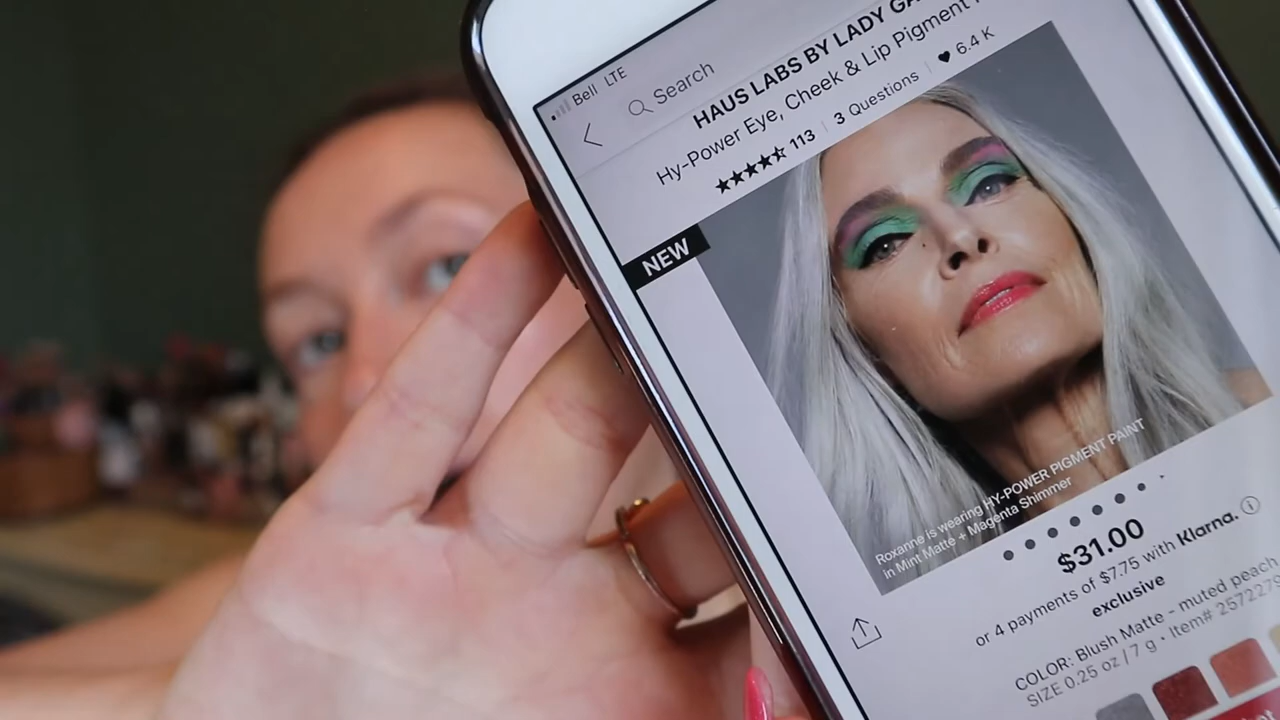 Bell LTE
Search
HAUS LABS BY LADY
Hy-Power Eye, Cheek & Lip Pigment
113 | 3 Questions | 6.4 K
NEW
Roxanne is wearing HY-POWER PIGMENT PAINT
in Mint Matte + Magenta Shimmer
$31.00
or 4 payments of $7.75 with Klarna.
exclusive
COLOR: Blush Matte - muted peach
SIZE 0.25 oz / 7 g • Item# 2572279